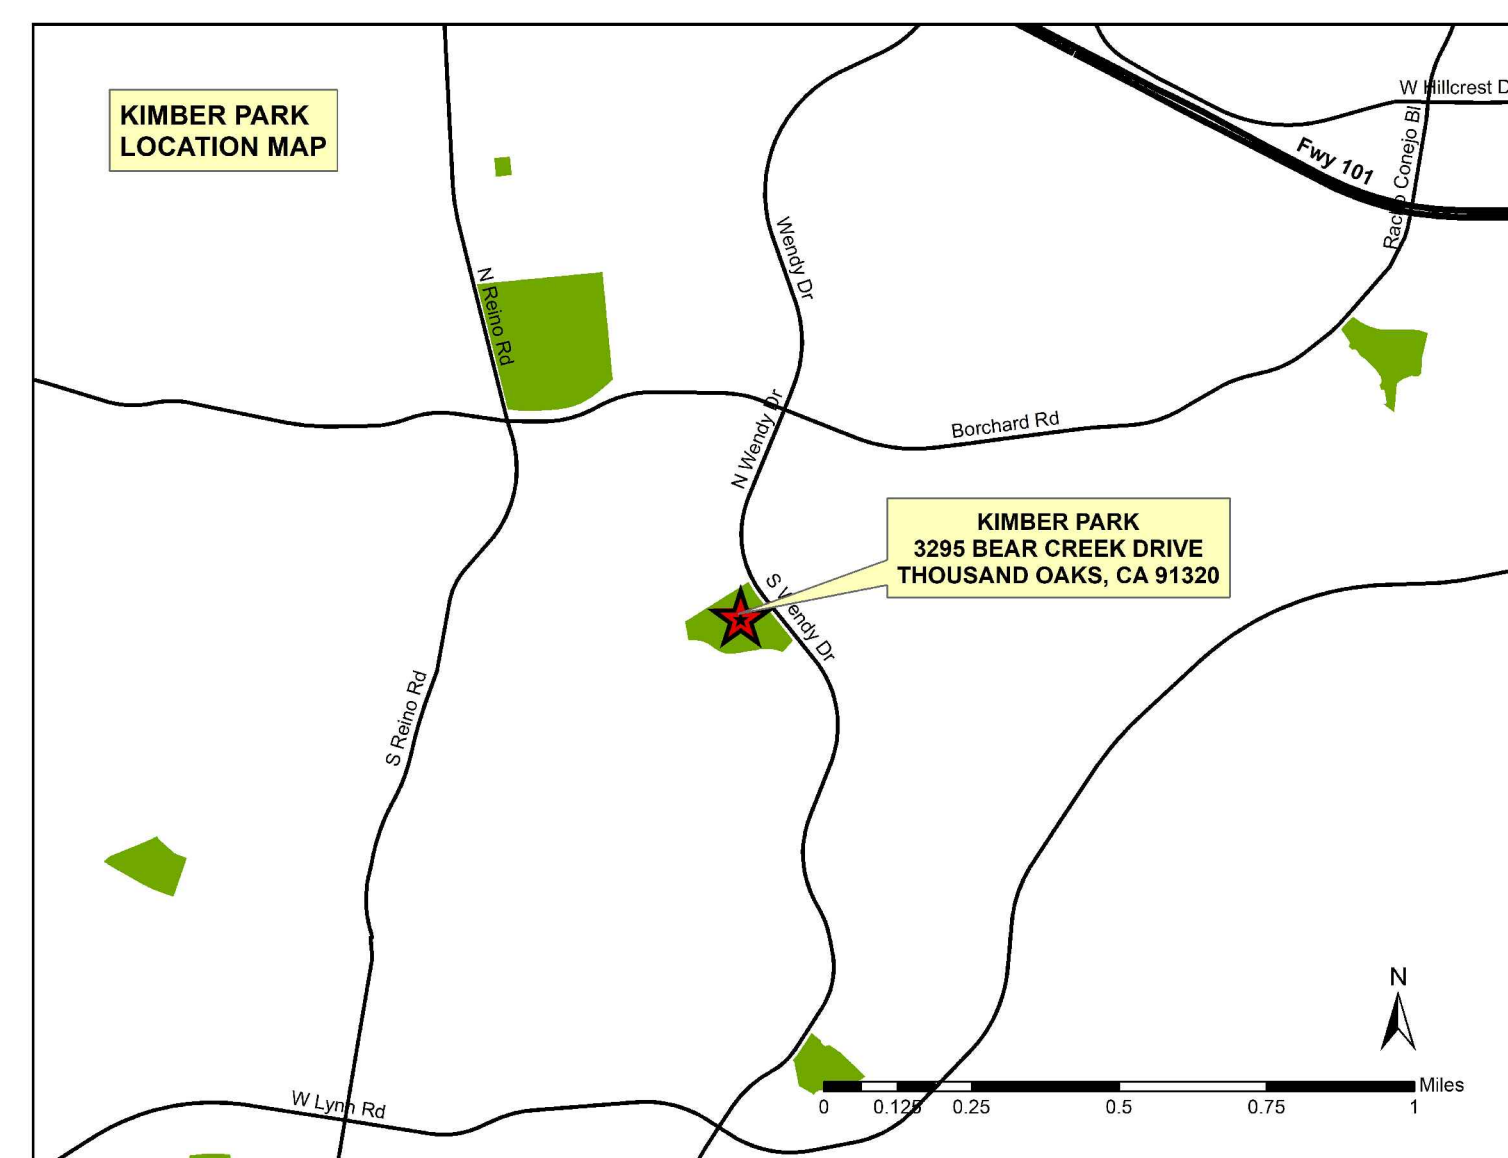 KIMBER PARK
LOCATION MAP
W Hillcrest D
Fwy 101
Racho Conejo Bl
Wendy Dr
N Reino Rd
N Wendy Dr
Borchard Rd
KIMBER PARK
3295 BEAR CREEK DRIVE
THOUSAND OAKS, CA 91320
S Wendy Dr
S Reino Rd
N
Miles
0 0.125 0.25 0.5 0.75 1
W Lynn Rd